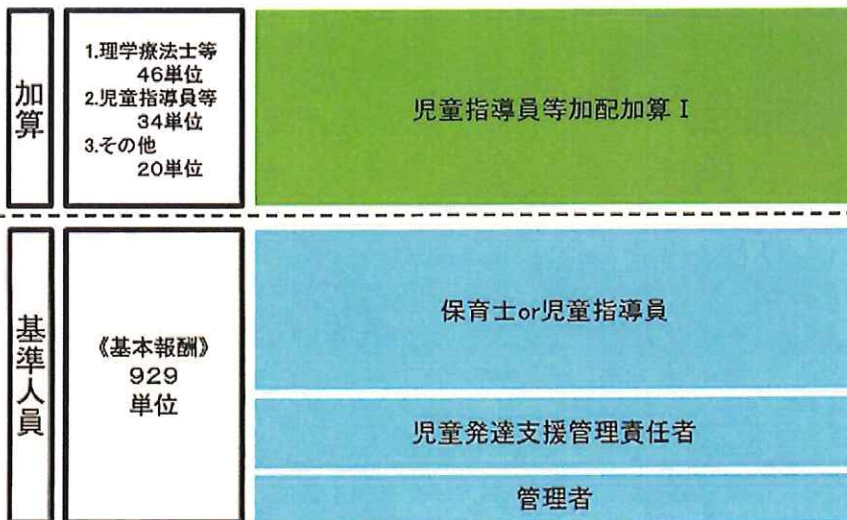 加算
1.理学療法士等
46単位
2.児童指導員等
34単位
3.その他
20単位
児童指導員等加配加算Ⅰ
基準人員
《基本報酬》
929
単位
保育士or児童指導員
児童発達支援管理責任者
管理者